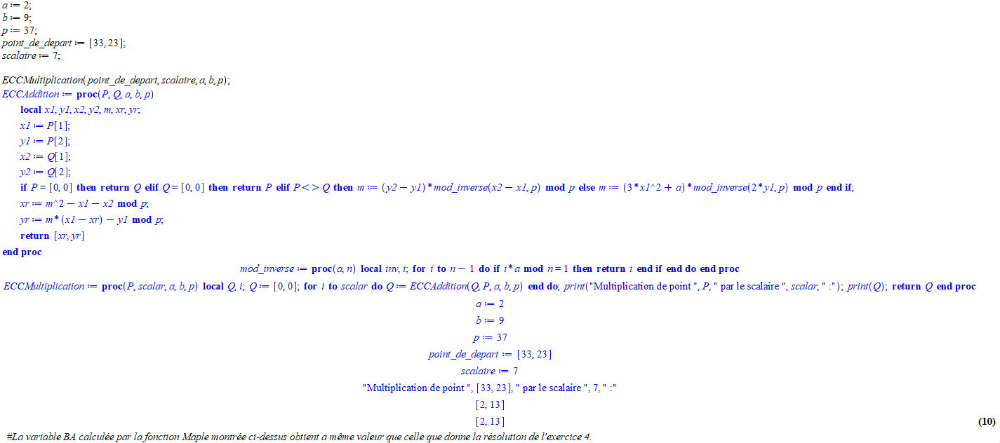 a := 2;
b := 9;
p := 37;
point_de_depart := [33, 23];
scalaire := 7;
ECCMultiplication(point_de_depart, scalaire, a, b, p);
ECCAddition := proc(P, Q, a, b, p)
local x1, y1, x2, y2, m, xr, yr;
x1 := P[1];
y1 := P[2];
x2 := Q[1];
y2 := Q[2];
if P = [0, 0] then return Q elif Q = [0, 0] then return P elif P <> Q then m := (y2 − y1) * mod_inverse(x2 − x1, p) mod p else m := (3 * x1^2 + a) * mod_inverse(2 * y1, p) mod p end if;
xr := m^2 − x1 − x2 mod p;
yr := m * (x1 − xr) − y1 mod p;
return [xr, yr]
end proc
mod_inverse := proc(a, n) local inv, i; for i to n − 1 do if i * a mod n = 1 then return i end if end do end proc
ECCMultiplication := proc(P, scalar, a, b, p) local Q, i; Q := [0, 0]; for i to scalar do Q := ECCAddition(Q, P, a, b, p) end do; print("Multiplication de point ", P, " par le scalaire ", scalar, " :"); print(Q); return Q end proc
a := 2
b := 9
p := 37
point_de_depart := [33, 23]
scalaire := 7
"Multiplication de point ", [33, 23], " par le scalaire ", 7, " :"
[2, 13]
[2, 13] (10)
#La variable BA calculée par la fonction Maple montrée ci-dessus obtient a même valeur que celle que donne la résolution de l'exercice 4.